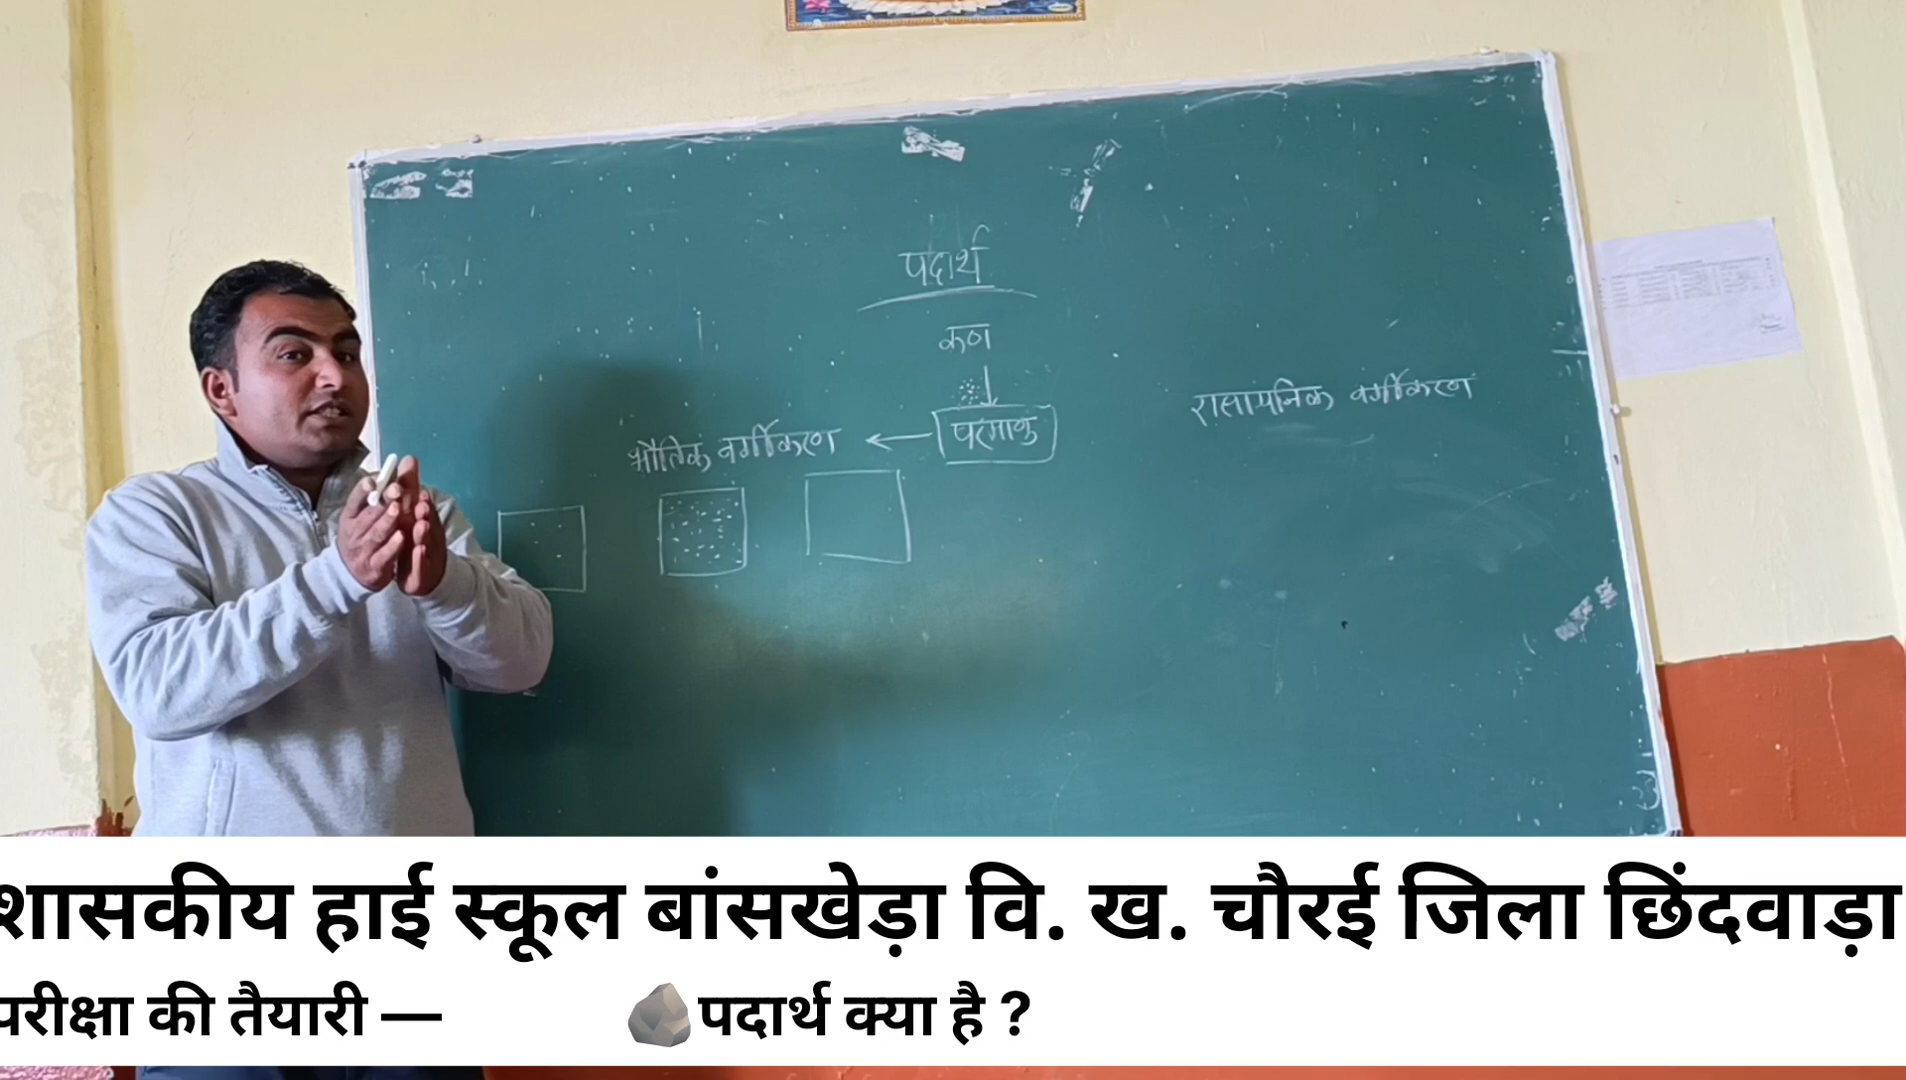 पदार्थ
कण
परमाणु
भौतिक वर्गीकरण
रासायनिक वर्गीकरण
शासकीय हाई स्कूल बांसखेड़ा वि. ख. चौरई जिला छिंदवाड़ा
परीक्षा की तैयारी — पदार्थ क्या है ?